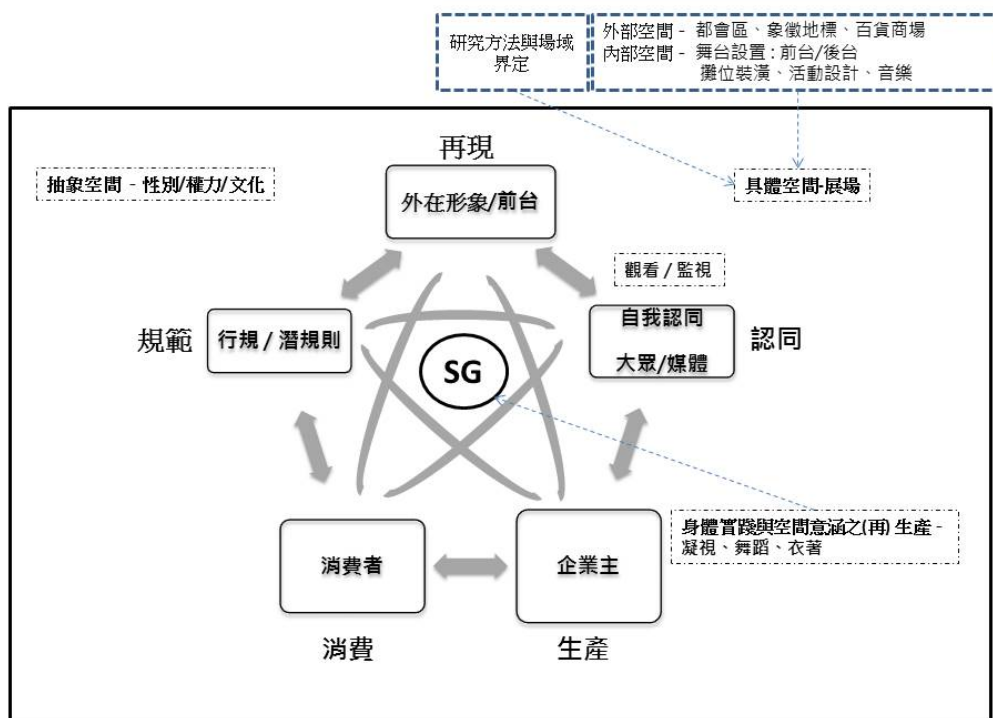 研究方法與場域
界定
外部空間 - 都會區、象徵地標、百貨商場
內部空間 - 舞台設置 : 前台/後台
攤位裝潢、活動設計、音樂
再現
抽象空間 - 性別/權力/文化
具體空間-展場
外在形象/前台
觀看 / 監視
規範
行規 / 潛規則
SG
自我認同
大眾/媒體
認同
身體實踐與空間意涵之(再) 生產 -
凝視、舞蹈、衣著
消費者
企業主
消費
生產